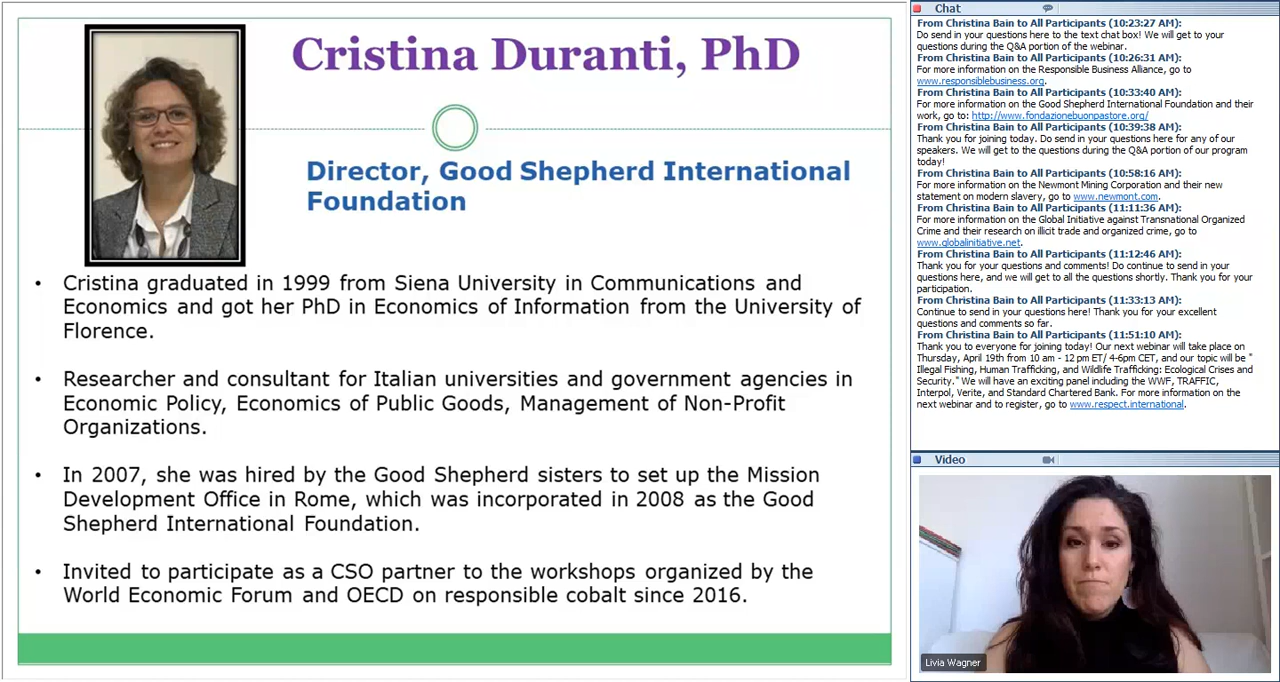 Cristina Duranti, PhD
Director, Good Shepherd International
Foundation
• Cristina graduated in 1999 from Siena University in Communications and
Economics and got her PhD in Economics of Information from the University of
Florence.
• Researcher and consultant for Italian universities and government agencies in
Economic Policy, Economics of Public Goods, Management of Non-Profit
Organizations.
• In 2007, she was hired by the Good Shepherd sisters to set up the Mission
Development Office in Rome, which was incorporated in 2008 as the Good
Shepherd International Foundation.
• Invited to participate as a CSO partner to the workshops organized by the
World Economic Forum and OECD on responsible cobalt since 2016.
Chat
From Christina Bain to All Participants (10:23:27 AM):
Do send in your questions here to the text chat box! We will get to your
questions during the Q&A portion of the webinar.
From Christina Bain to All Participants (10:26:31 AM):
For more information on the Responsible Business Alliance, go to
www.responsiblebusiness.org.
From Christina Bain to All Participants (10:33:40 AM):
For more information on the Good Shepherd International Foundation and their
work, go to: http://www.fondazionebuonpastore.org/
From Christina Bain to All Participants (10:39:38 AM):
Thank you for joining today. Do send in your questions here for any of our
speakers. We will get to the questions during the Q&A portion of our program
today!
From Christina Bain to All Participants (10:58:16 AM):
For more information on the Newmont Mining Corporation and their new
statement on modern slavery, go to www.newmont.com.
From Christina Bain to All Participants (11:11:36 AM):
For more information on the Global Initiative against Transnational Organized
Crime and their research on illicit trade and organized crime, go to
www.globalinitiative.net.
From Christina Bain to All Participants (11:12:46 AM):
Thank you for your questions and comments! Do continue to send in your
questions here, and we will get to all the questions shortly. Thank you for your
participation.
From Christina Bain to All Participants (11:33:13 AM):
Continue to send in your questions here! Thank you for your excellent
questions and comments so far.
From Christina Bain to All Participants (11:51:10 AM):
Thank you to everyone for joining today! Our next webinar will take place on
Thursday, April 19th from 10 am - 12 pm ET/ 4-6pm CET, and our topic will be "
Illegal Fishing, Human Trafficking, and Wildlife Trafficking: Ecological Crises and
Security." We will have an exciting panel including the WWF, TRAFFIC,
Interpol, Verite, and Standard Chartered Bank. For more information on the
next webinar and to register, go to www.respect.international.
Video
Livia Wagner